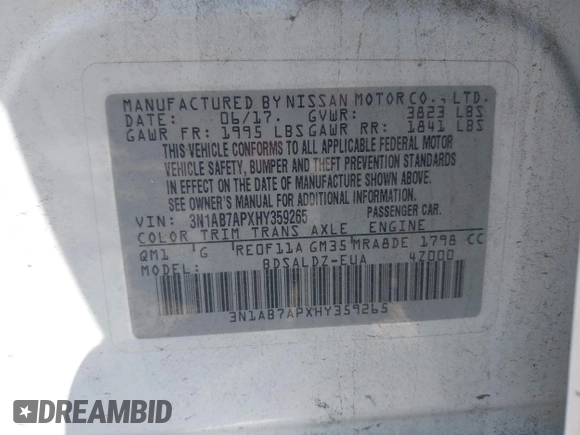 MANUFACTURED BY NISSAN MOTOR CO., LTD.
DATE: 06/17. GVWR: 3823 LBS
GAWR FR: 1995 LBS GAWR RR: 1841 LBS
THIS VEHICLE CONFORMS TO ALL APPLICABLE FEDERAL MOTOR
VEHICLE SAFETY, BUMPER AND THEFT PREVENTION STANDARDS
IN EFFECT ON THE DATE OF MANUFACTURE SHOWN ABOVE.
SEE OWNER'S MANUAL FOR ADDITIONAL INFORMATION.
VIN: 3N1AB7APXHY359265 PASSENGER CAR.
COLOR TRIM TRANS AXLE ENGINE
QM1 G RE0F11A GM35 MRA8DE 1798 CC
MODEL: BDSALDZ-EUA 47000
3N1AB7APXHY359265
DREAMBID